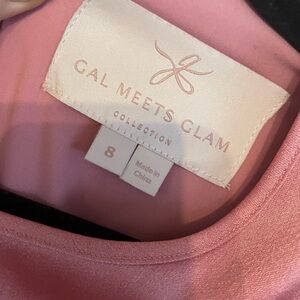 GAL MEETS GLAM
COLLECTION
8
Made in
China